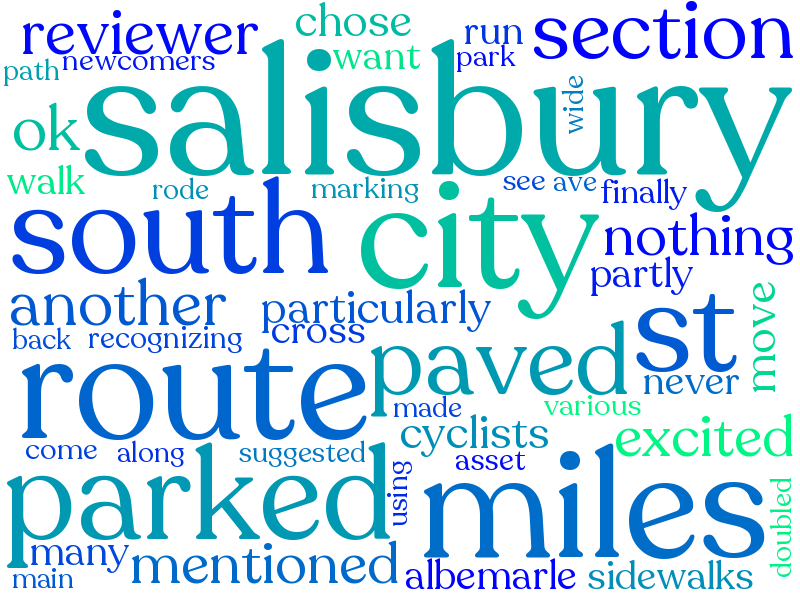 reviewer
chose
run
section
path
newcomers
want
park
salisbury
wide
ok
walk
rode
marking
see ave
finally
south
city
nothing
partly
another
particularly
st
move
back
recognizing
cross
route
paved
never
made
various
come
along
suggested
cyclists
asset
excited
parked
using
miles
doubled
many
mentioned
main
albemarle
sidewalks